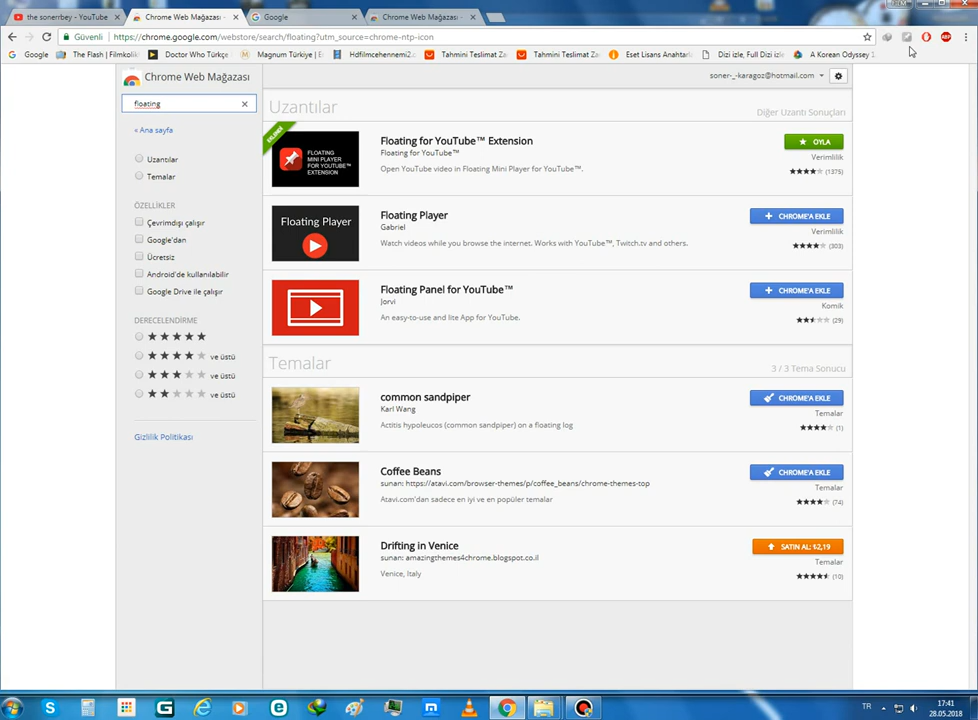 the sonerrbey - YouTube
Chrome Web Mağazası
Google
Chrome Web Mağazası
Güvenli
https://chrome.google.com/webstore/search/floating?utm_source=chrome-ntp-icon
Google
The Flash | Filmkolik
Doctor Who Türkçe
Magnum Türkiye | E
Hdfilmcehennemi2.
Tahmini Teslimat Za
Tahmini Teslimat Za
Eset Lisans Anahtarı
Dizi izle, Full Dizi iz
A Korean Odyssey 1
Chrome Web Mağazası
soner-_-karagoz@hotmail.com
floating
« Ana sayfa
Uzantılar
Temalar
ÖZELLİKLER
Çevrimdışı çalışır
Google'dan
Ücretsiz
Android'de kullanılabilir
Google Drive ile çalışır
DERECELENDİRME
ve üstü
ve üstü
ve üstü
Gizlilik Politikası
Uzantılar
Diğer Uzantı Sonuçları
EKLENDİ
FLOATING
MINI PLAYER
FOR YOUTUBE™
EXTENSION
Floating for YouTube™ Extension
Floating for YouTube™
Open YouTube video in Floating Mini Player for YouTube™.
OYLA
Verimlilik
(1375)
Floating Player
Floating Player
Gabriel
Watch videos while you browse the internet. Works with YouTube™, Twitch.tv and others.
CHROME'A EKLE
Verimlilik
(303)
Floating Panel for YouTube™
Jorvi
An easy-to-use and lite App for YouTube.
CHROME'A EKLE
Komik
(29)
Temalar
3 / 3 Tema Sonucu
common sandpiper
Karl Wang
Actitis hypoleucos (common sandpiper) on a floating log
CHROME'A EKLE
Temalar
(1)
Coffee Beans
sunan: https://atavi.com/browser-themes/p/coffee_beans/chrome-themes-top
Atavi.com'dan sadece en iyi ve en popüler temalar
CHROME'A EKLE
Temalar
(74)
Drifting in Venice
sunan: amazingthemes4chrome.blogspot.co.il
Venice, Italy
SATIN AL: ₺2,19
Temalar
(10)
TR
17:41
28.05.2018